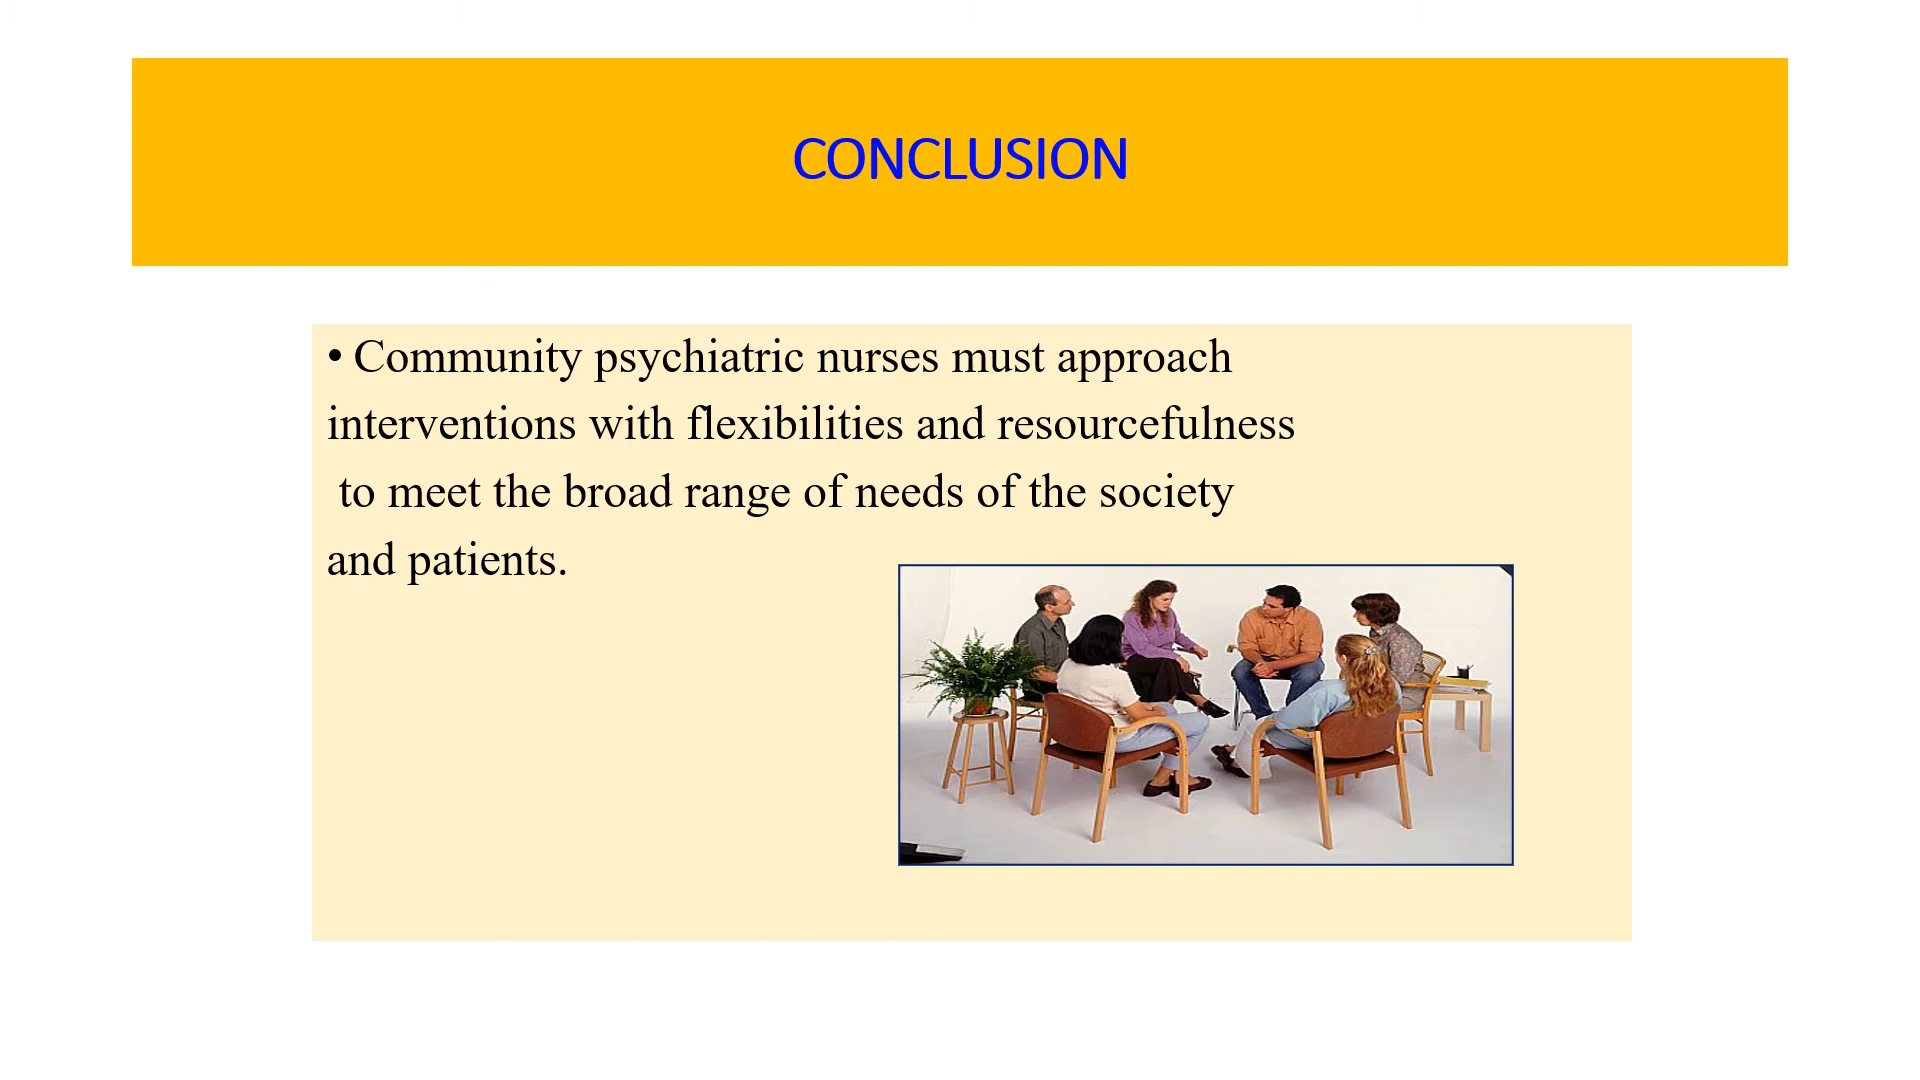 CONCLUSION
• Community psychiatric nurses must approach
interventions with flexibilities and resourcefulness
to meet the broad range of needs of the society
and patients.